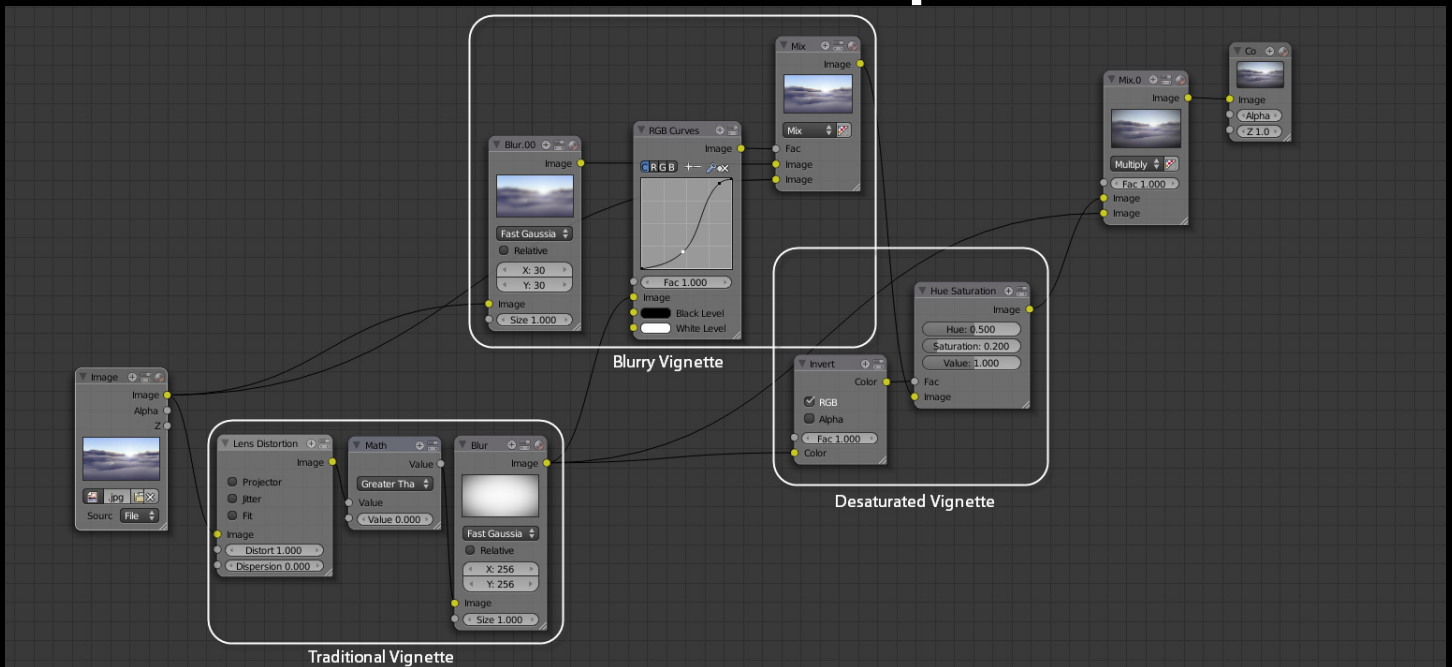 Mix
Image
Mix
Fac
Image
Image
Co
Image
Alpha
Z 1.0
Mix.0
Image
Multiply
Fac 1.000
Image
Image
Blur.00
Image
Fast Gaussia
Relative
X: 30
Y: 30
Image
Size 1.000
RGB Curves
Image
C R G B
Fac 1.000
Image
Black Level
White Level
Blurry Vignette
Hue Saturation
Image
Hue: 0.500
Saturation: 0.200
Value: 1.000
Fac
Image
Invert
Color
RGB
Alpha
Fac 1.000
Color
Desaturated Vignette
Image
Image
Alpha
Z
.jpg
Sourc File
Lens Distortion
Image
Projector
Jitter
Fit
Image
Distort 1.000
Dispersion 0.000
Math
Value
Greater Tha
Value
Value 0.000
Blur
Image
Fast Gaussia
Relative
X: 256
Y: 256
Image
Size 1.000
Traditional Vignette